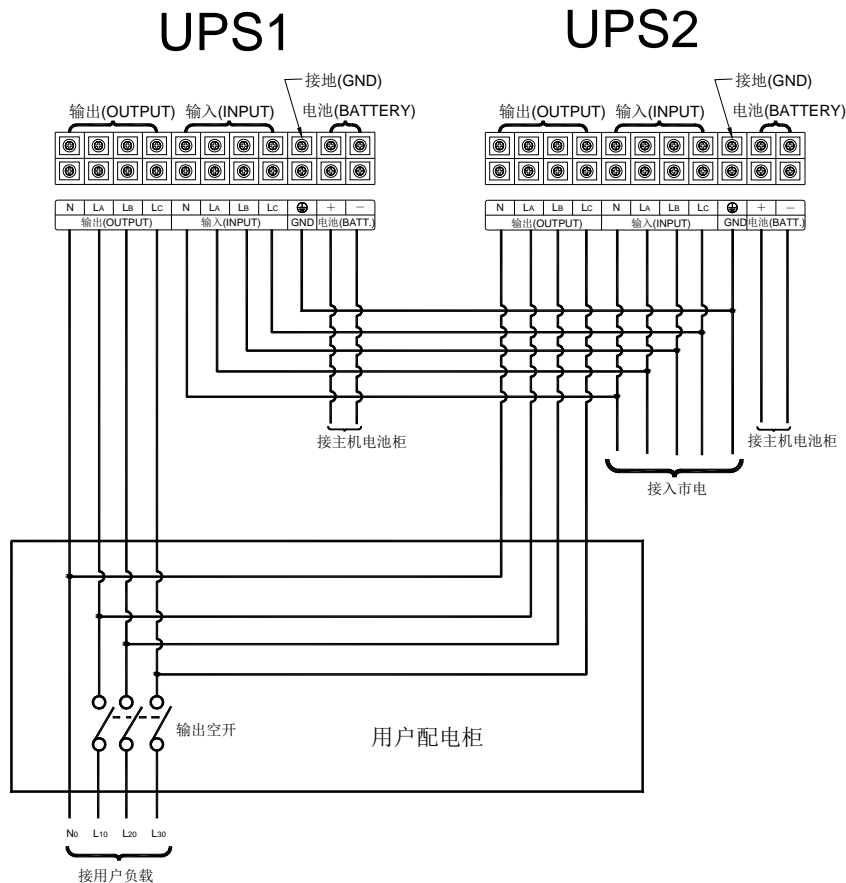 UPS1 UPS2
接地(GND) 接地(GND)
输出(OUTPUT) 输入(INPUT) 电池(BATTERY) 输出(OUTPUT) 输入(INPUT) 电池(BATTERY)
N LA LB LC N LA LB LC + − N LA LB LC N LA LB LC + −
输出(OUTPUT) 输入(INPUT) GND 电池(BATT.) 输出(OUTPUT) 输入(INPUT) GND 电池(BATT.)
接主机电池柜 接主机电池柜
接入市电
输出空开 用户配电柜
N0 L10 L20 L30
接用户负载